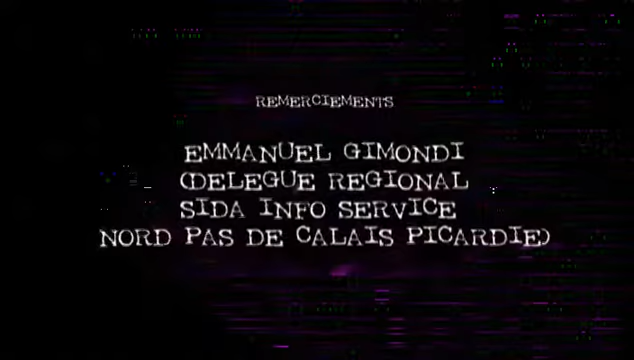 REMERCIEMENTS
EMMANUEL GIMONDI
(DELEGUE REGIONAL
SIDA INFO SERVICE
NORD PAS DE CALAIS PICARDIE)